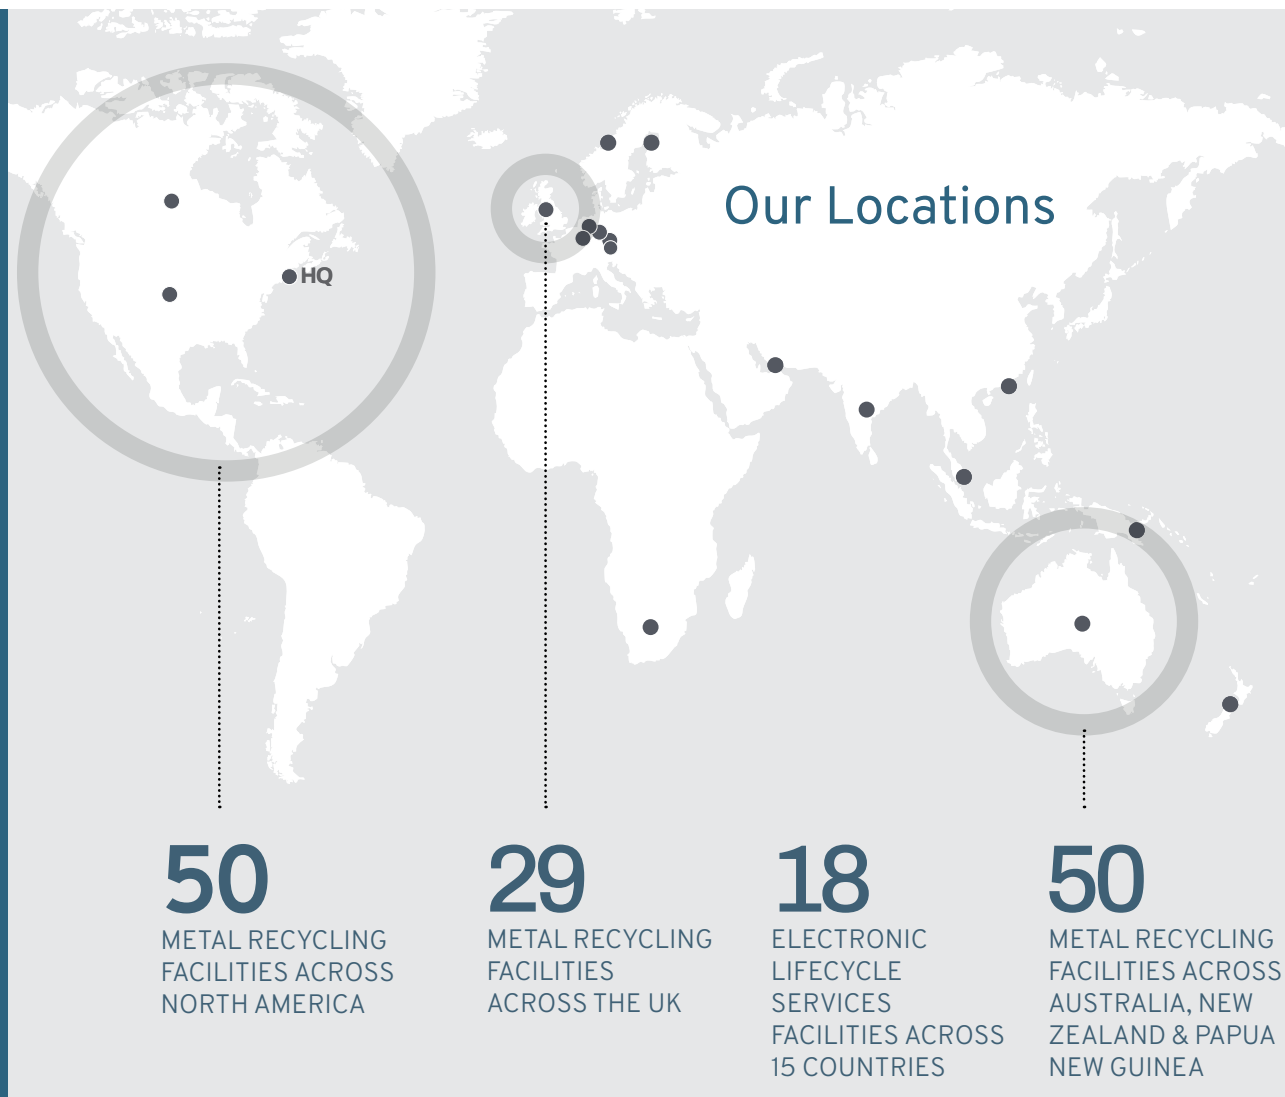 Our Locations
HQ
50
METAL RECYCLING
FACILITIES ACROSS
NORTH AMERICA
29
METAL RECYCLING
FACILITIES
ACROSS THE UK
18
ELECTRONIC
LIFECYCLE
SERVICES
FACILITIES ACROSS
15 COUNTRIES
50
METAL RECYCLING
FACILITIES ACROSS
AUSTRALIA, NEW
ZEALAND & PAPUA
NEW GUINEA